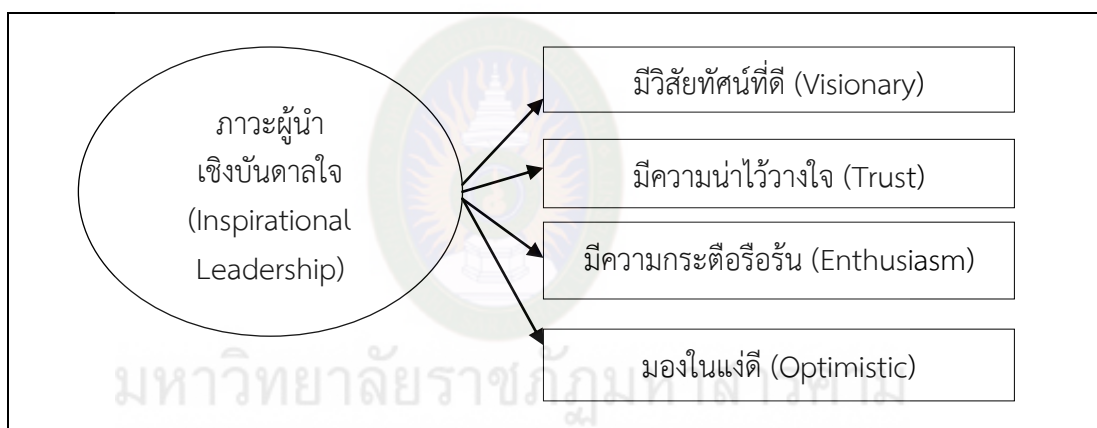 ภาวะผู้นำ
เชิงบันดาลใจ
(Inspirational
Leadership)
มีวิสัยทัศน์ที่ดี (Visionary)
มีความน่าไว้วางใจ (Trust)
มีความกระตือรือร้น (Enthusiasm)
มองในแง่ดี (Optimistic)
มหาวิทยาลัยราชภัฏมหาสารคาม